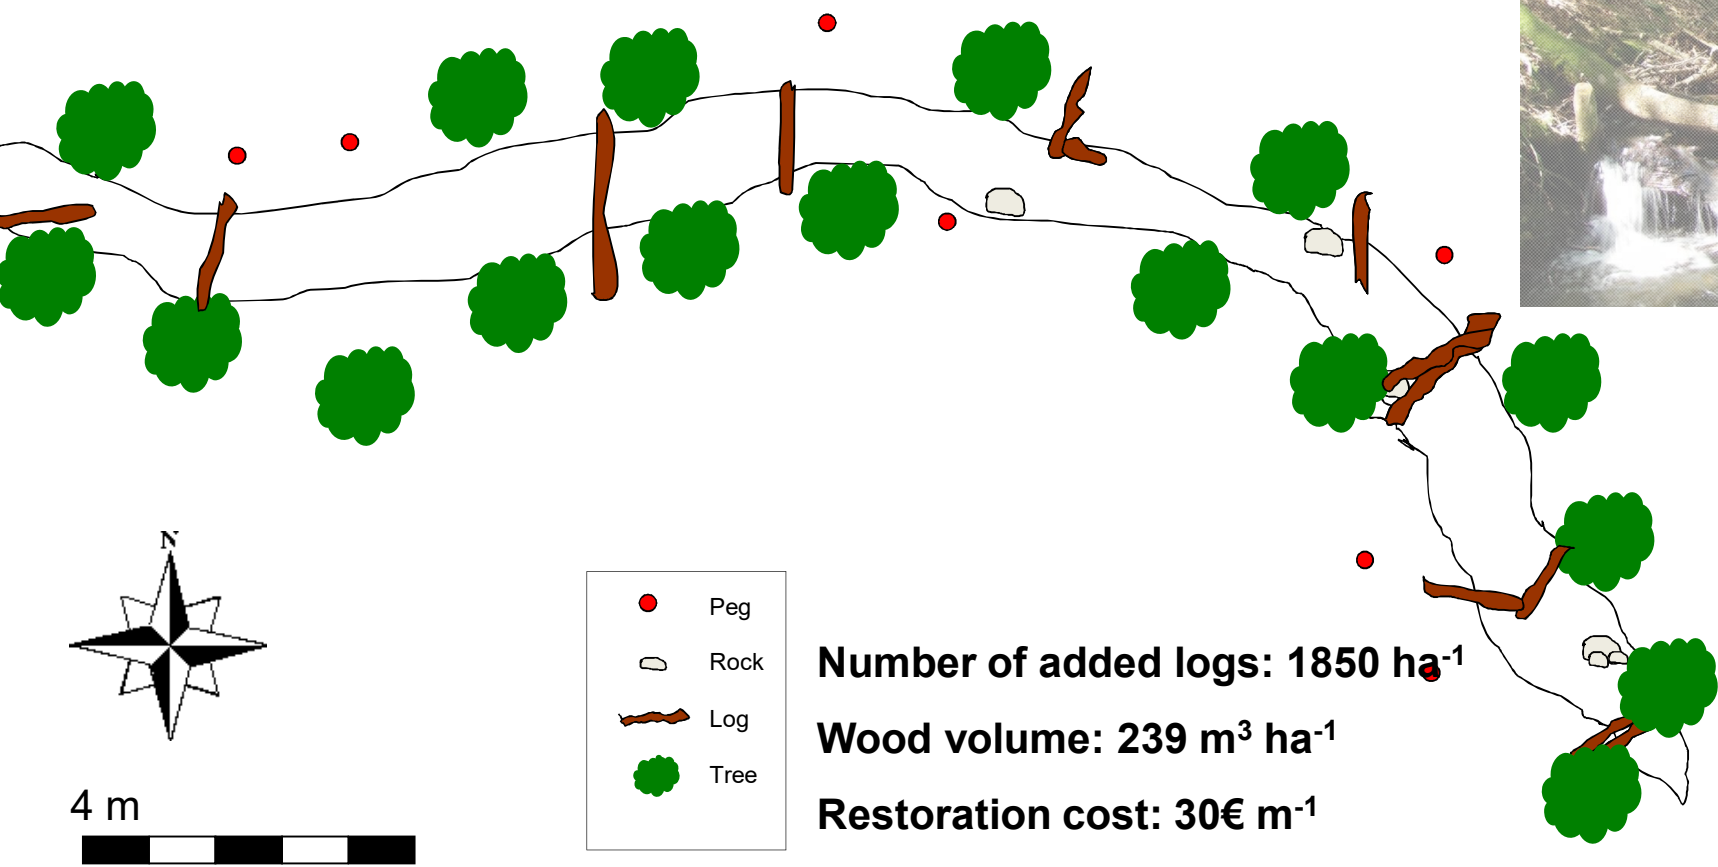 N
4 m
Peg
Rock
Log
Tree
Number of added logs: 1850 ha⁻¹
Wood volume: 239 m³ ha⁻¹
Restoration cost: 30€ m⁻¹